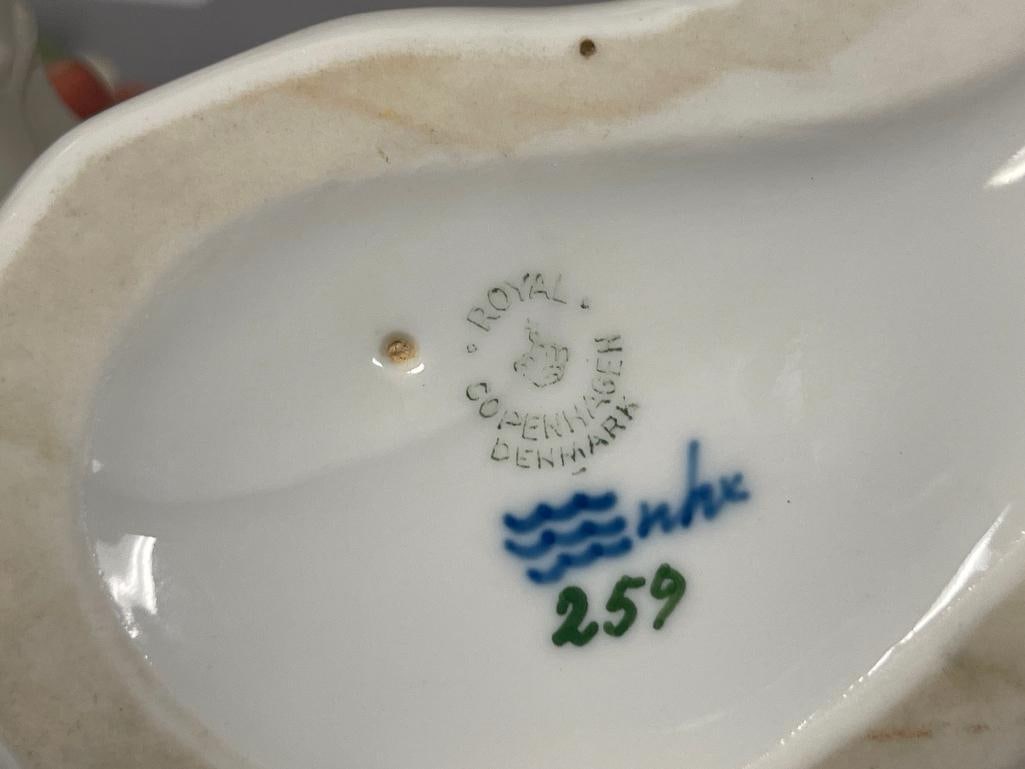 ROYAL
COPENHAGEN
DENMARK
nhx
259